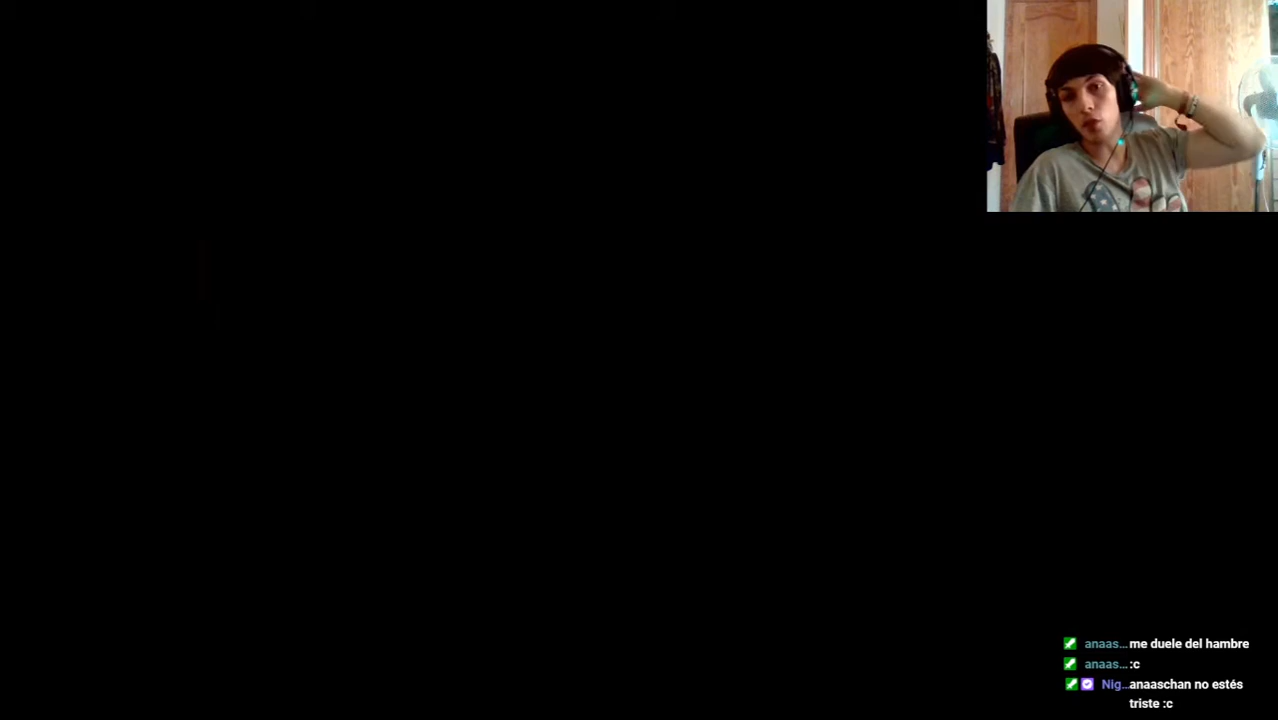 anaas... me duele del hambre
anaas... :c
Nig... anaaschan no estés
triste :c